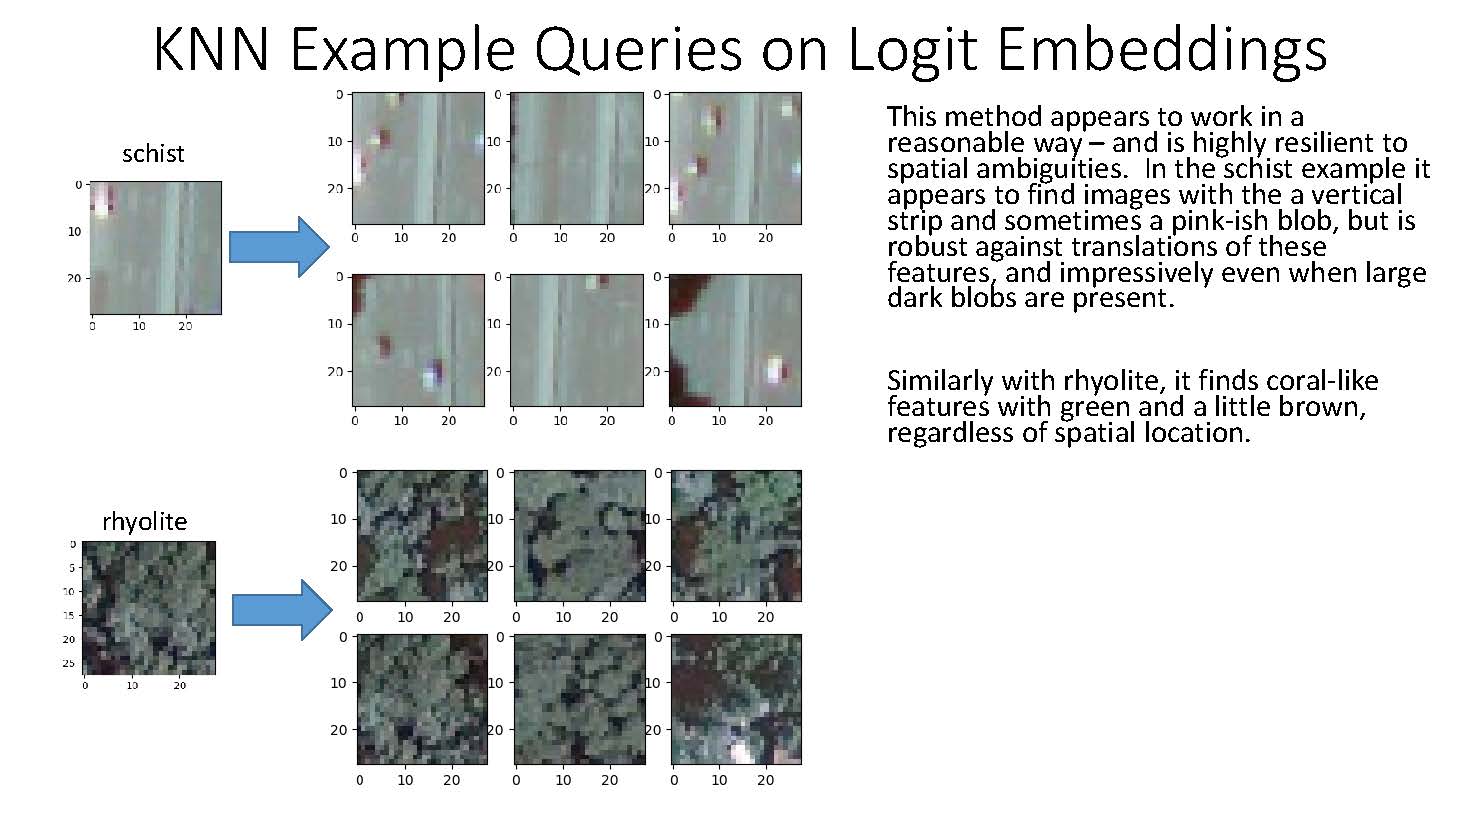 KNN Example Queries on Logit Embeddings
schist
0
10
20
0 10 20
0
10
20
0 10 20
0
10
20
0 10 20
0
10
20
0 10 20
0
10
20
0 10 20
0
10
20
0 10 20
0
10
20
0 10 20
This method appears to work in a
reasonable way – and is highly resilient to
spatial ambiguities. In the schist example it
appears to find images with the a vertical
strip and sometimes a pink-ish blob, but is
robust against translations of these
features, and impressively even when large
dark blobs are present.
Similarly with rhyolite, it finds coral-like
features with green and a little brown,
regardless of spatial location.
rhyolite
0
5
10
15
20
25
0 10 20
0
10
20
0 10 20
0
10
20
0 10 20
0
10
20
0 10 20
0
10
20
0 10 20
0
10
20
0 10 20
0
10
20
0 10 20